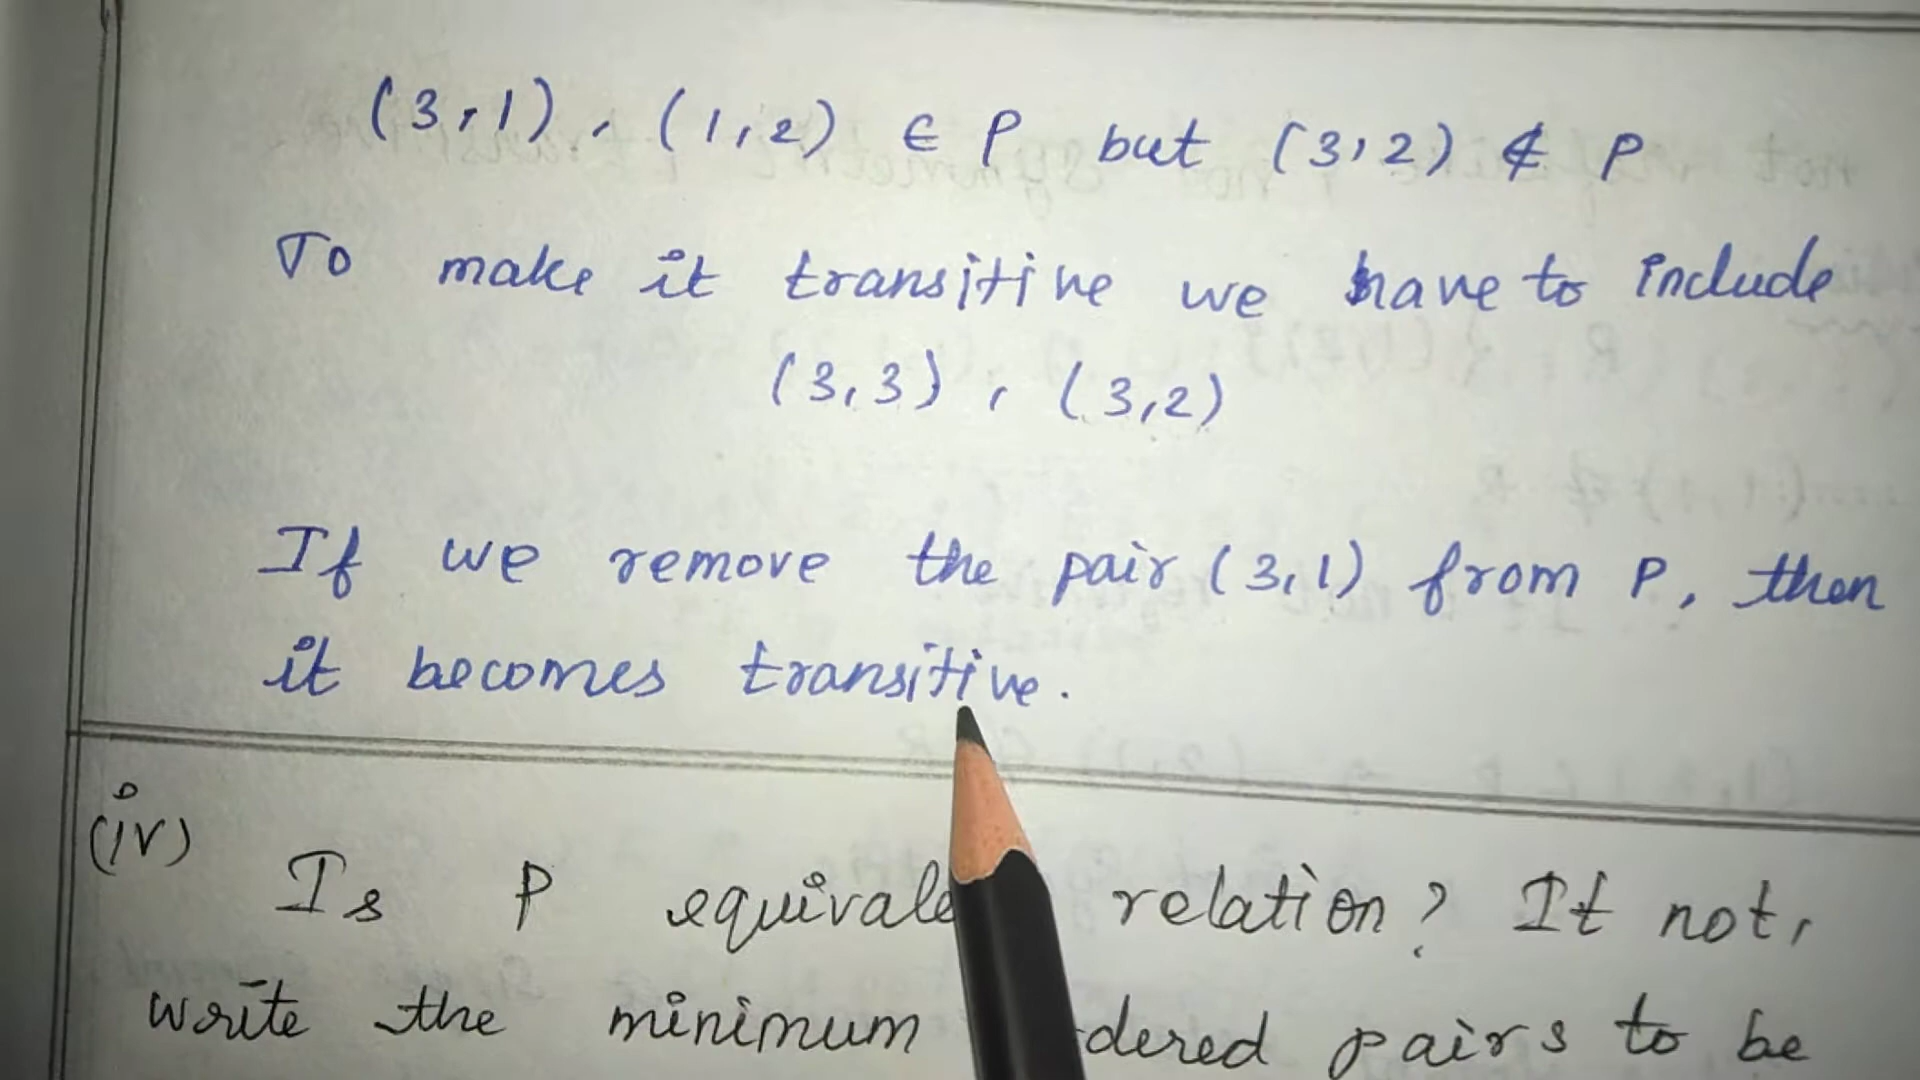 (3,1), (1,2) ∈ P but (3,2) ∉ P
To make it transitive we have to include
(3,3), (3,2)
If we remove the pair (3,1) from P, then
it becomes transitive.
(iv)
Is P equivale relation? If not,
write the minimum dered pairs to be